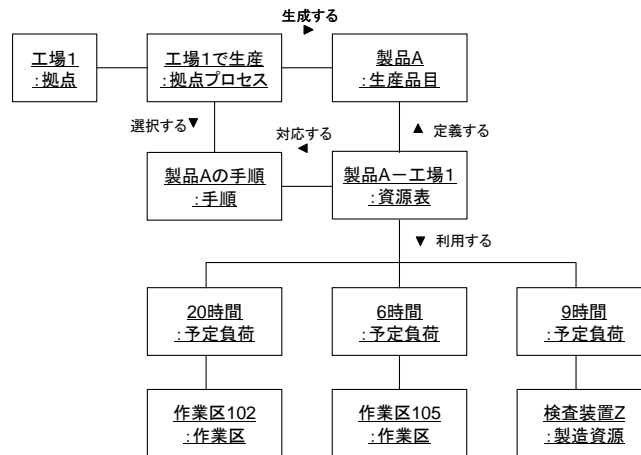 生成する
▶
工場1
:拠点
工場1で生産
:拠点プロセス
製品A
:生産品目
選択する▼
対応する
◀
▲ 定義する
製品Aの手順
:手順
製品A－工場1
:資源表
▼ 利用する
20時間
:予定負荷
6時間
:予定負荷
9時間
:予定負荷
作業区102
:作業区
作業区105
:作業区
検査装置Z
:製造資源